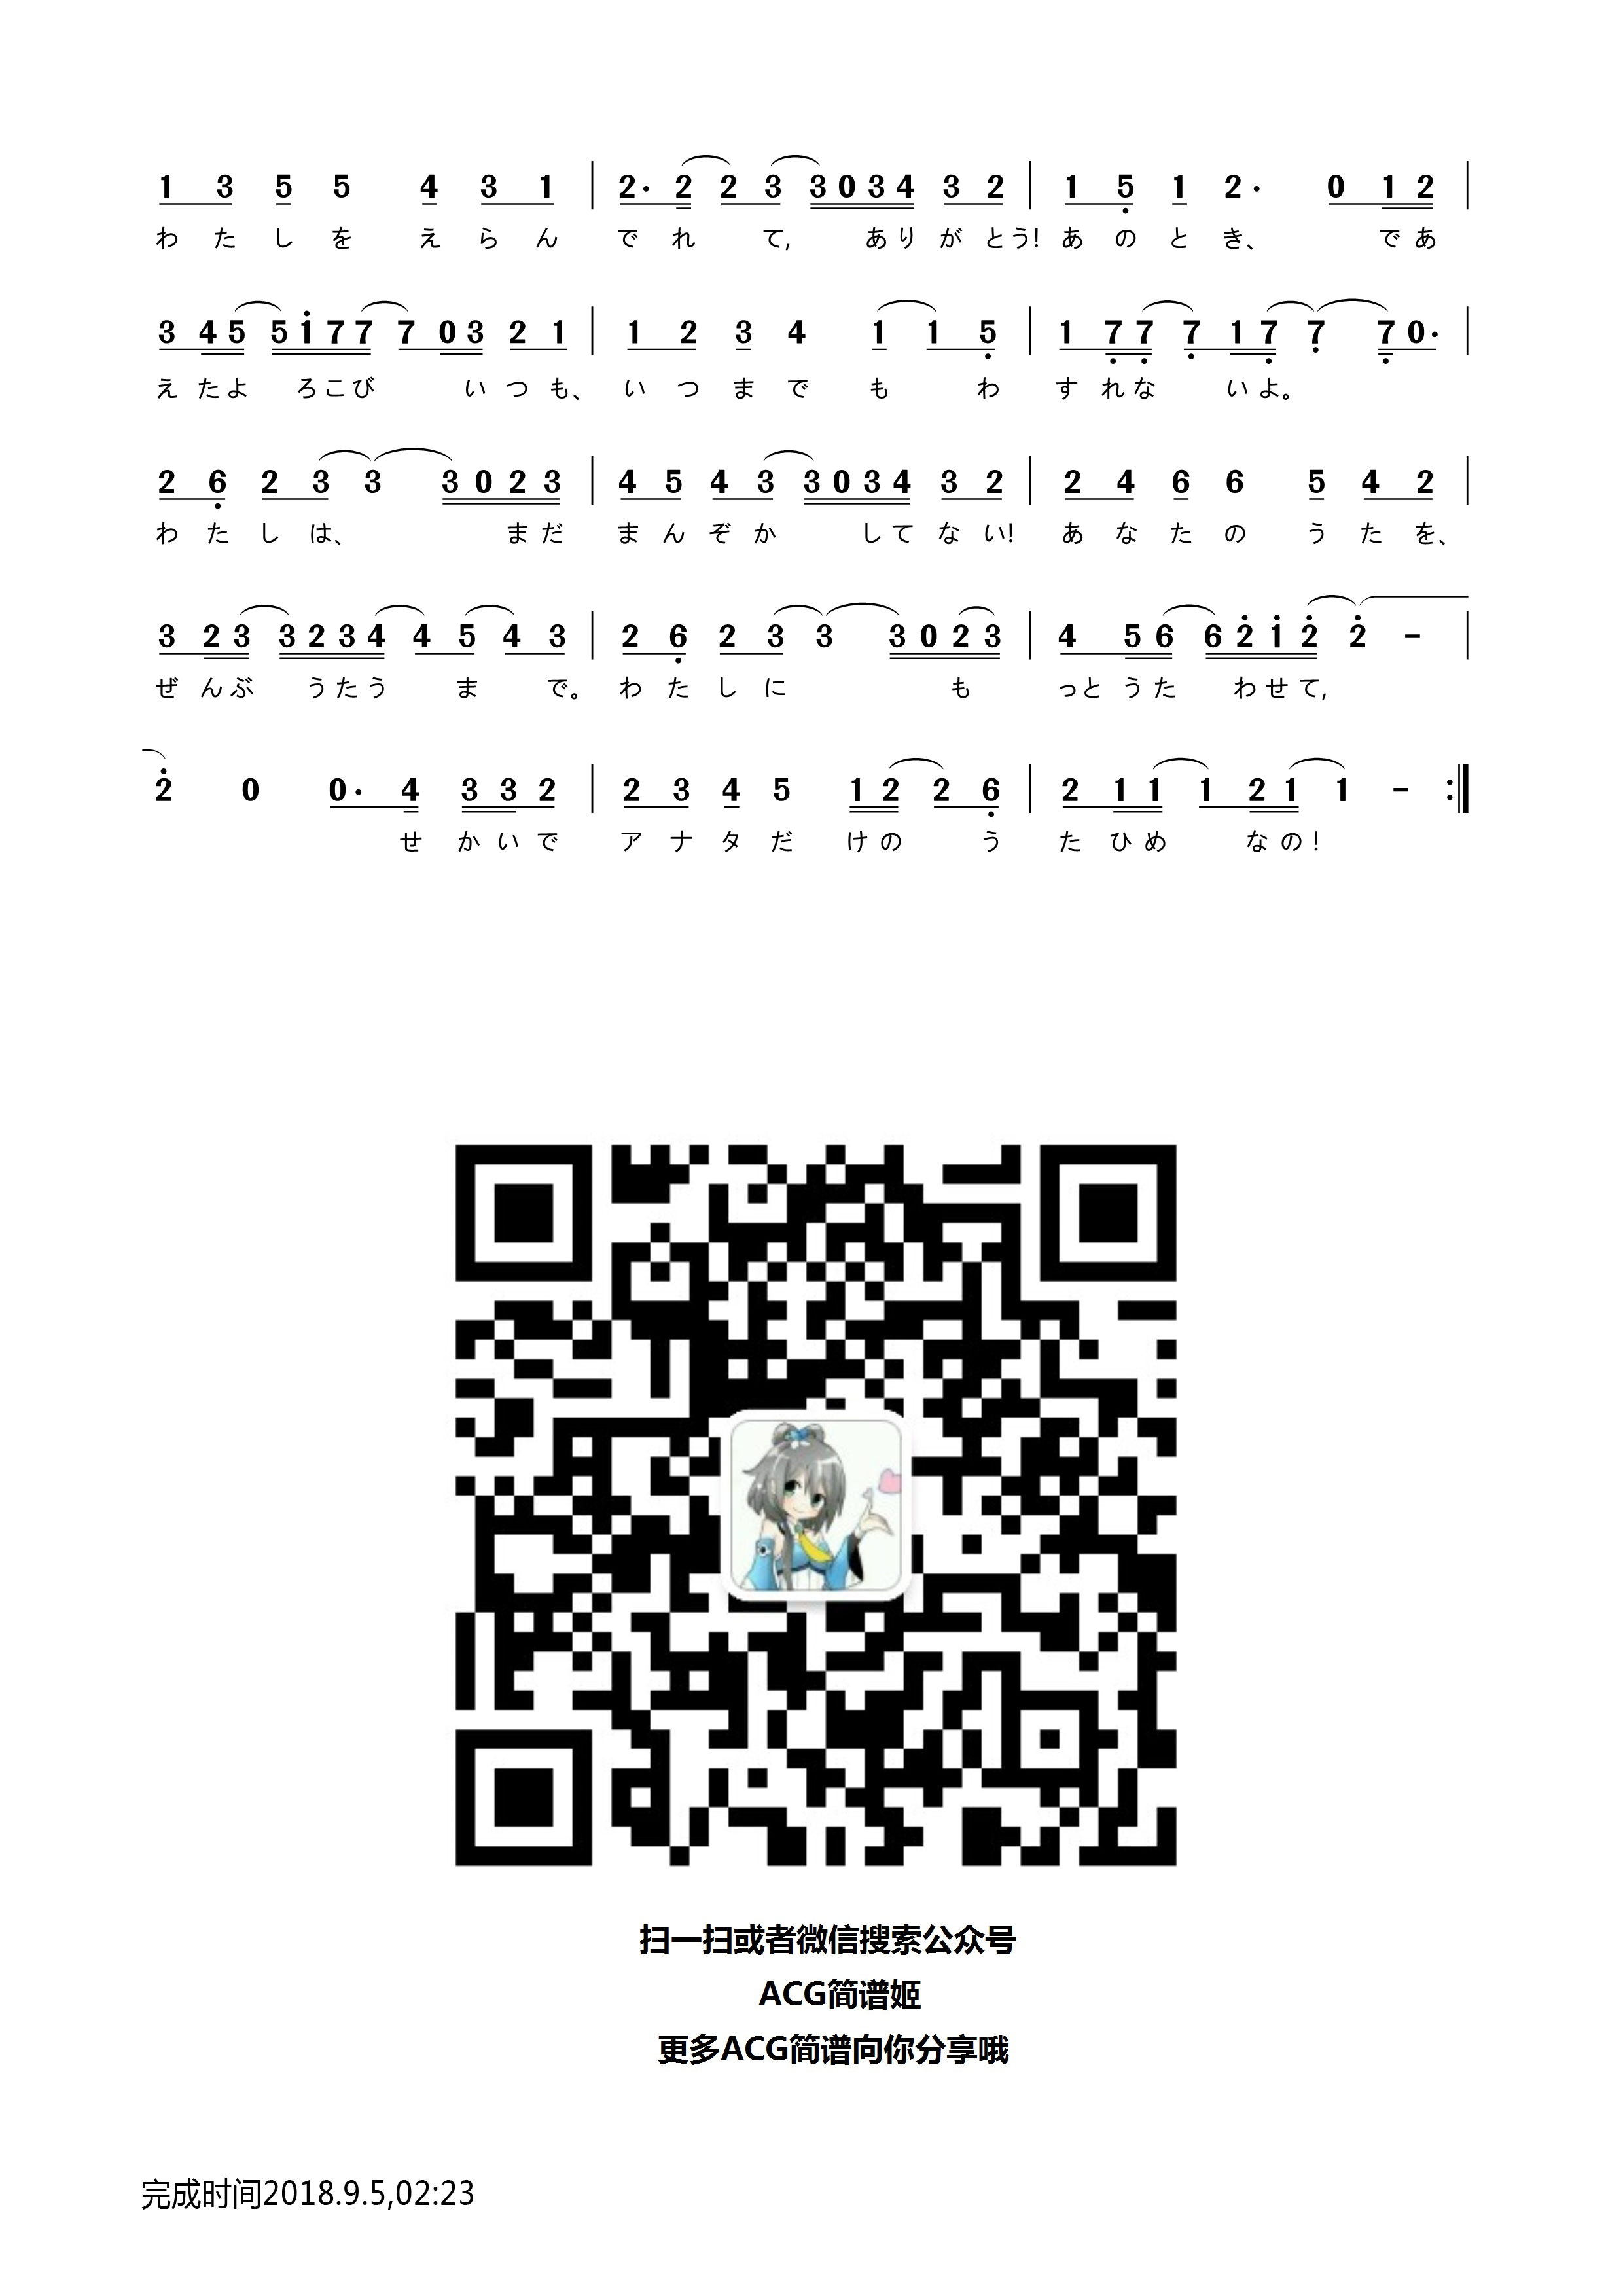 1 3 5 5 4 3 1 | 2· 2 2 3 3 0 3 4 3 2 | 1 5 1 2· 0 1 2 |
わ た し を え ら ん で れ て, あ り が と う! あ の と き、 で あ
3 4 5 5 1 7 7 7 0 3 2 1 | 1 2 3 4 1 1 5 | 1 7 7 7 1 7 7 7 0· |
え た よ ろ こ び い つ も、 い つ ま で も わ す れ な い よ。
2 6 2 3 3 3 0 2 3 | 4 5 4 3 3 0 3 4 3 2 | 2 4 6 6 5 4 2 |
わ た し は、 ま だ ま ん ぞ か し て な い! あ な た の う た を、
3 2 3 3 2 3 4 4 5 4 3 | 2 6 2 3 3 3 0 2 3 | 4 5 6 6 2 1 2 2 - |
ぜ ん ぶ う た う ま で。 わ た し に も っと う た わ せ て,
2 0 0· 4 3 3 2 | 2 3 4 5 1 2 2 6 | 2 1 1 1 2 1 1 - :|
せ か い で ア ナ タ だ け の う た ひ め な の !
扫一扫或者微信搜索公众号
ACG简谱姬
更多ACG简谱向你分享哦
完成时间2018.9.5,02:23